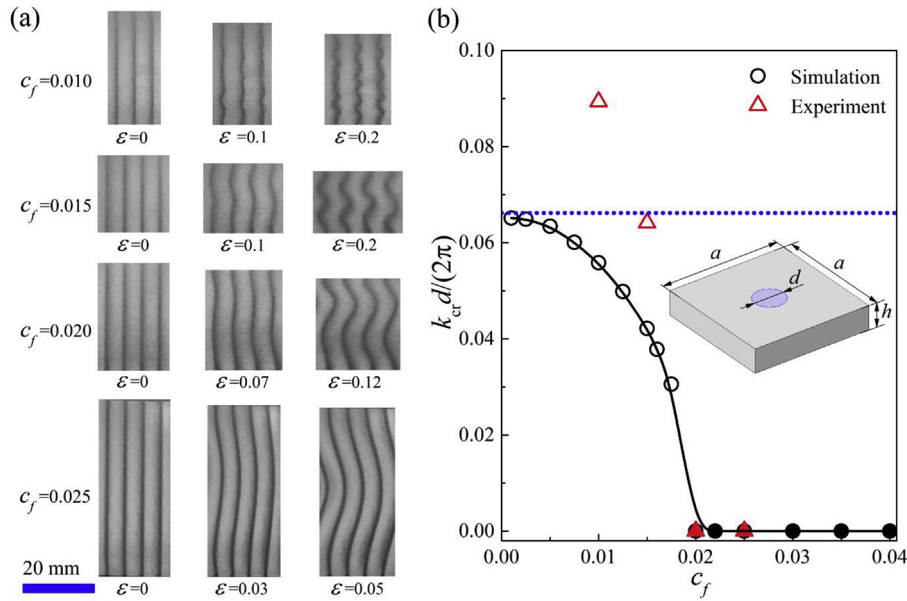 (a)
c_f=0.010
ε=0
ε=0.1
ε=0.2
c_f=0.015
ε=0
ε=0.1
ε=0.2
c_f=0.020
ε=0
ε=0.07
ε=0.12
c_f=0.025
20 mm
ε=0
ε=0.03
ε=0.05
(b)
0.10
0.08
0.06
0.04
0.02
0.00
k_cr d/(2π)
Simulation
Experiment
a
a
d
h
0.00
0.01
0.02
0.03
0.04
c_f